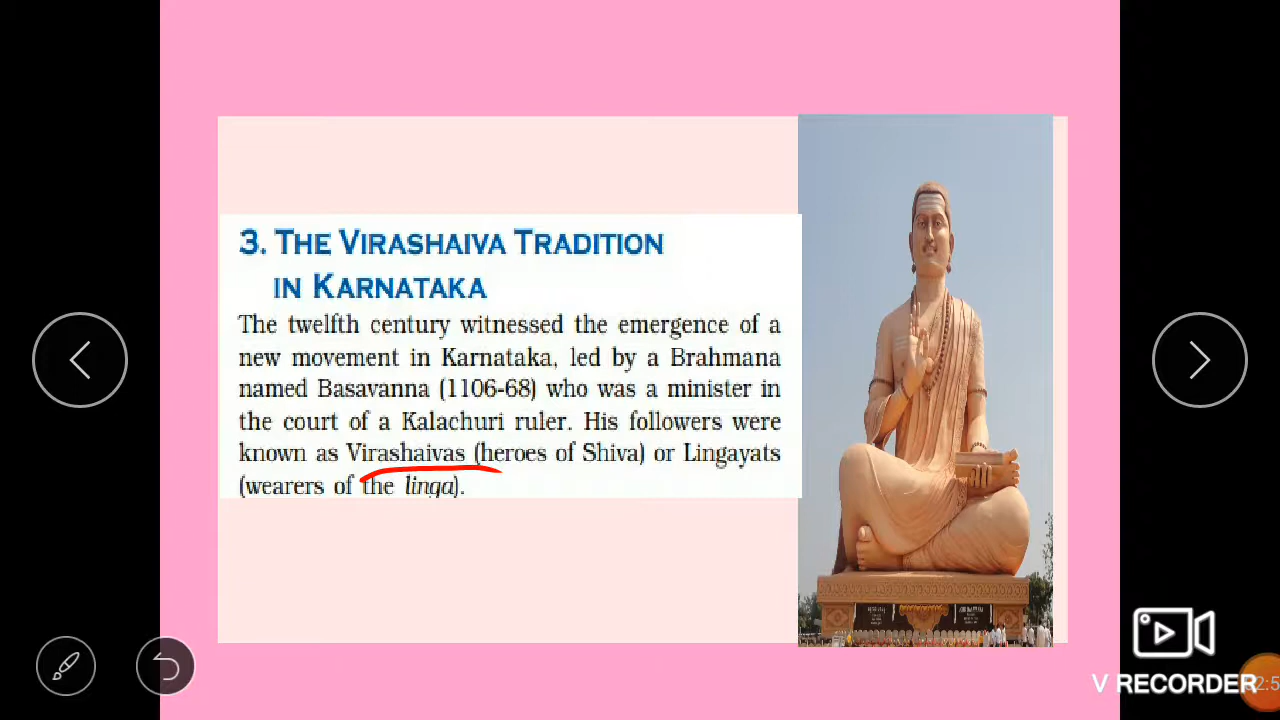 3. THE VIRASHAIVA TRADITION
IN KARNATAKA
The twelfth century witnessed the emergence of a
new movement in Karnataka, led by a Brahmana
named Basavanna (1106-68) who was a minister in
the court of a Kalachuri ruler. His followers were
known as Virashaivas (heroes of Shiva) or Lingayats
(wearers of the linga).
V RECORDER